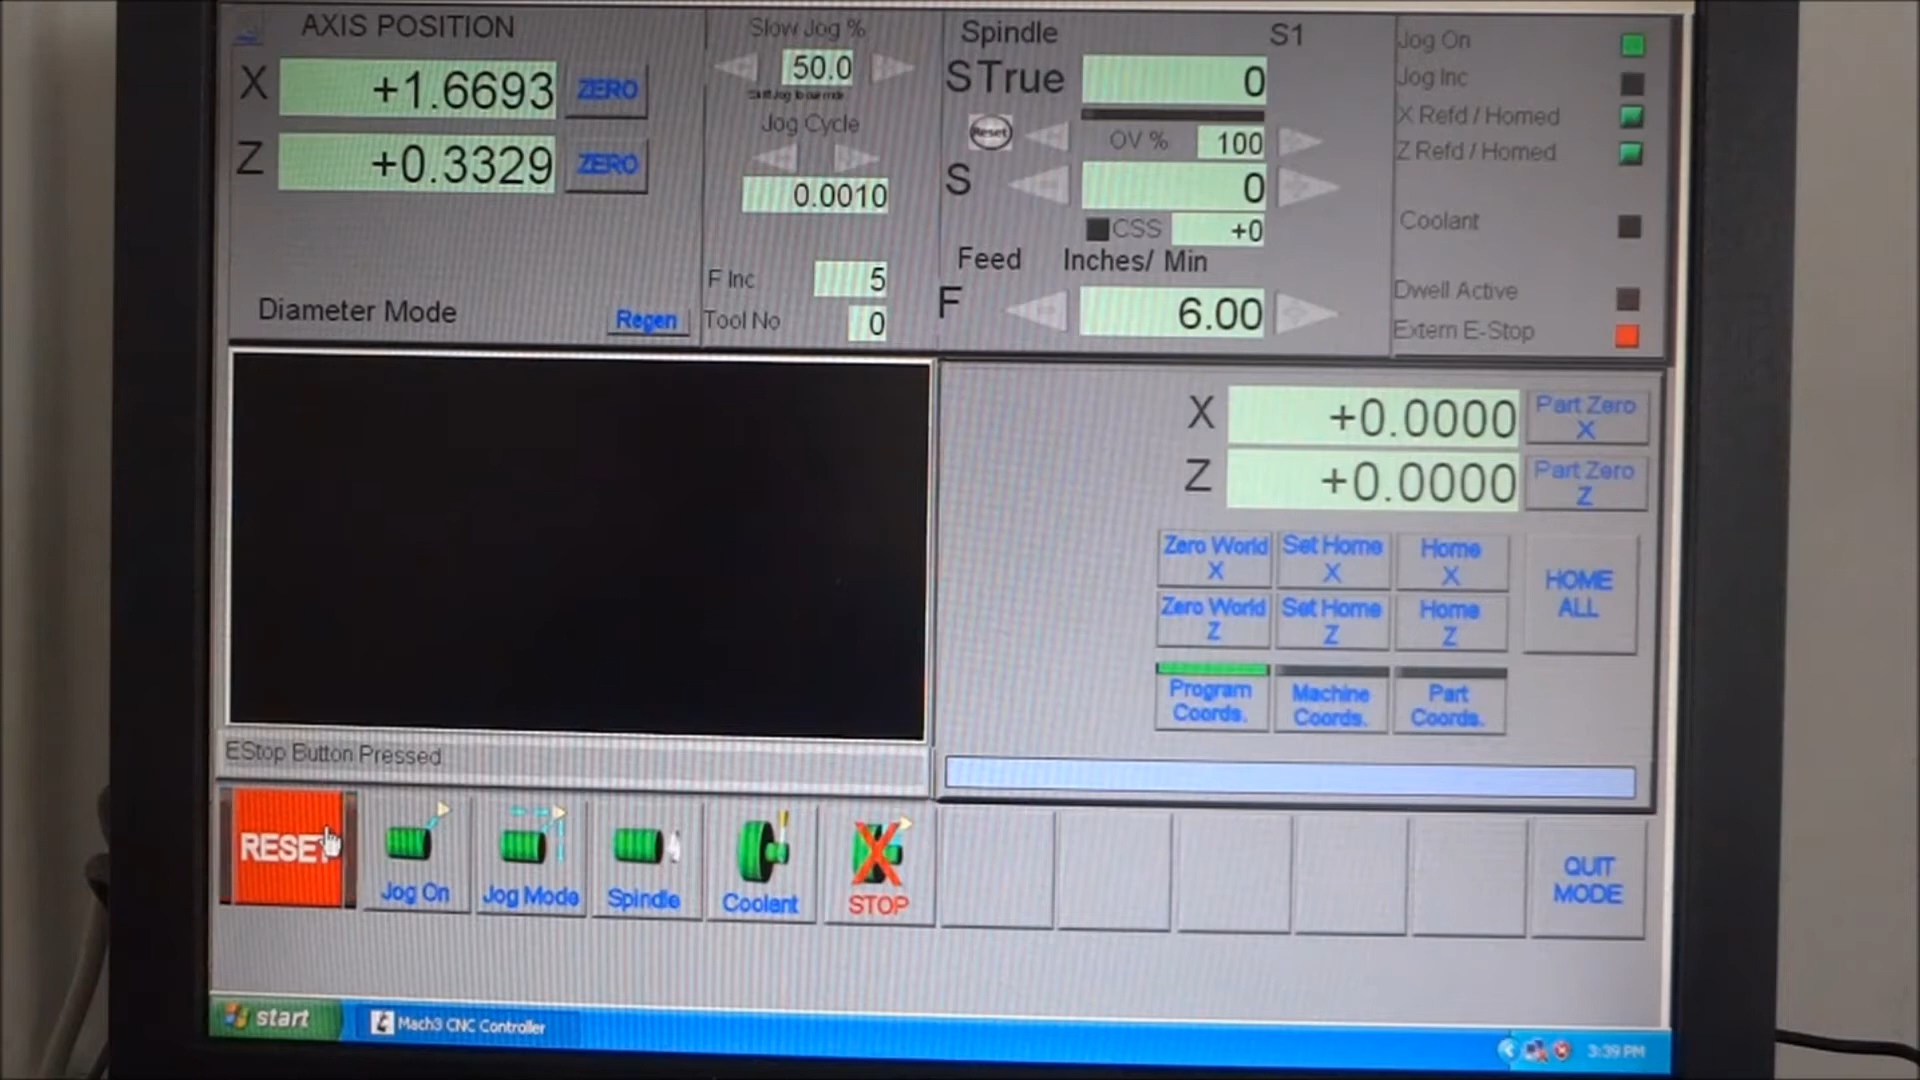 AXIS POSITION
X +1.6693 ZERO
Z +0.3329 ZERO
Diameter Mode Regen
Slow Jog %
50.0
Jog Cycle
0.0010
F Inc 5
Tool No 0
Spindle S1
STrue 0
Reset OV % 100
S 0
CSS +0
Feed Inches/ Min
F 6.00
Jog On
Jog Inc
X Refd / Homed
Z Refd / Homed
Coolant
Dwell Active
Extern E-Stop
X +0.0000 Part Zero
X
Z +0.0000 Part Zero
Z
Zero World
X
Set Home
X
Home
X
HOME
ALL
Zero World
Z
Set Home
Z
Home
Z
Program
Coords.
Machine
Coords.
Part
Coords.
EStop Button Pressed
RESET
Jog On
Jog Mode
Spindle
Coolant
STOP
QUIT
MODE
start
Mach3 CNC Controller
3:39 PM